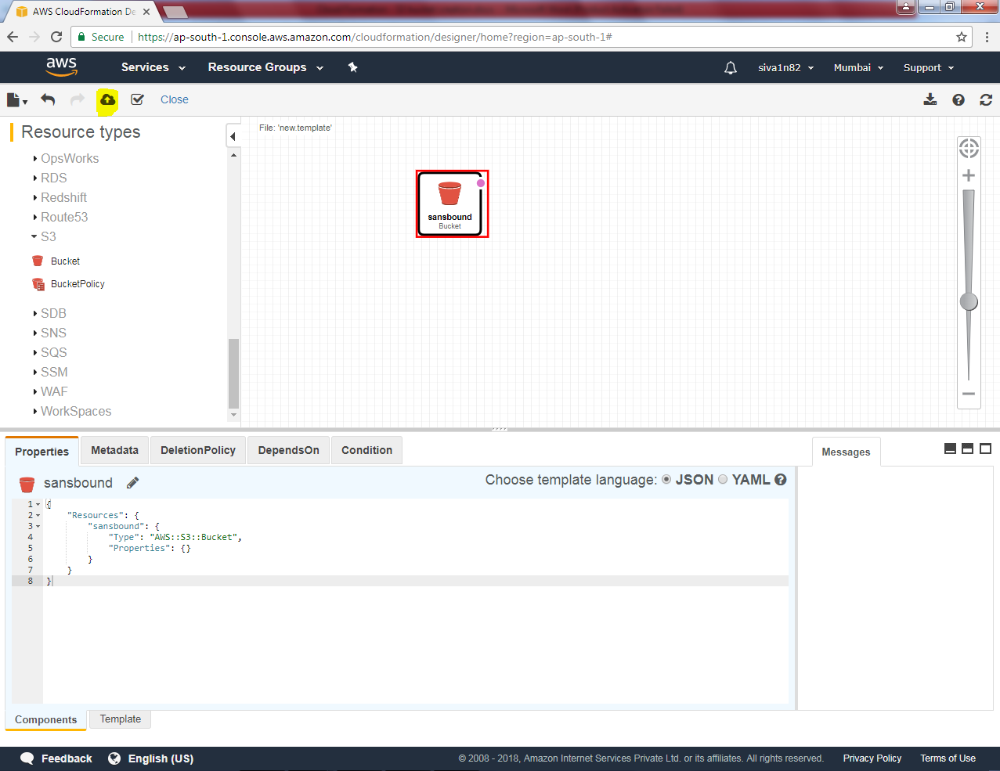 AWS CloudFormation De
Secure
https://ap-south-1.console.aws.amazon.com/cloudformation/designer/home?region=ap-south-1#
aws
Services
Resource Groups
siva1n82
Mumbai
Support
Close
Resource types
OpsWorks
RDS
Redshift
Route53
S3
Bucket
BucketPolicy
SDB
SNS
SQS
SSM
WAF
WorkSpaces
File: 'new.template'
sansbound
Bucket
Properties
Metadata
DeletionPolicy
DependsOn
Condition
Messages
sansbound
Choose template language: JSON YAML
1 {
2 "Resources": {
3 "sansbound": {
4 "Type": "AWS::S3::Bucket",
5 "Properties": {}
6 }
7 }
8 }
Components
Template
Feedback
English (US)
© 2008 - 2018, Amazon Internet Services Private Ltd. or its affiliates. All rights reserved.
Privacy Policy
Terms of Use